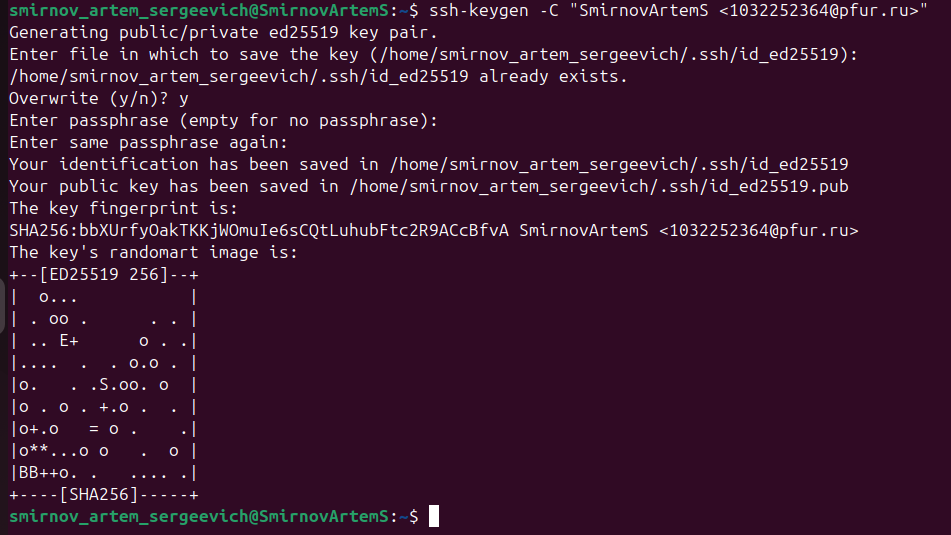 smirnov_artem_sergeevich@SmirnovArtemS:~$ ssh-keygen -C "SmirnovArtemS <1032252364@pfur.ru>"
Generating public/private ed25519 key pair.
Enter file in which to save the key (/home/smirnov_artem_sergeevich/.ssh/id_ed25519):
/home/smirnov_artem_sergeevich/.ssh/id_ed25519 already exists.
Overwrite (y/n)? y
Enter passphrase (empty for no passphrase):
Enter same passphrase again:
Your identification has been saved in /home/smirnov_artem_sergeevich/.ssh/id_ed25519
Your public key has been saved in /home/smirnov_artem_sergeevich/.ssh/id_ed25519.pub
The key fingerprint is:
SHA256:bbXUrfyOakTKKjWOmuIe6sCQtLuhubFtc2R9ACcBfvA SmirnovArtemS <1032252364@pfur.ru>
The key's randomart image is:
+--[ED25519 256]--+
|  o...           |
| . oo .      . . |
| .. E+      o . .|
|....  .  . o.o . |
|o.   . .S.oo. o  |
|o . o . +.o .  . |
|o+.o   = o .    .|
|o**...o o   .  o |
|BB++o. .   .... .|
+----[SHA256]-----+
smirnov_artem_sergeevich@SmirnovArtemS:~$